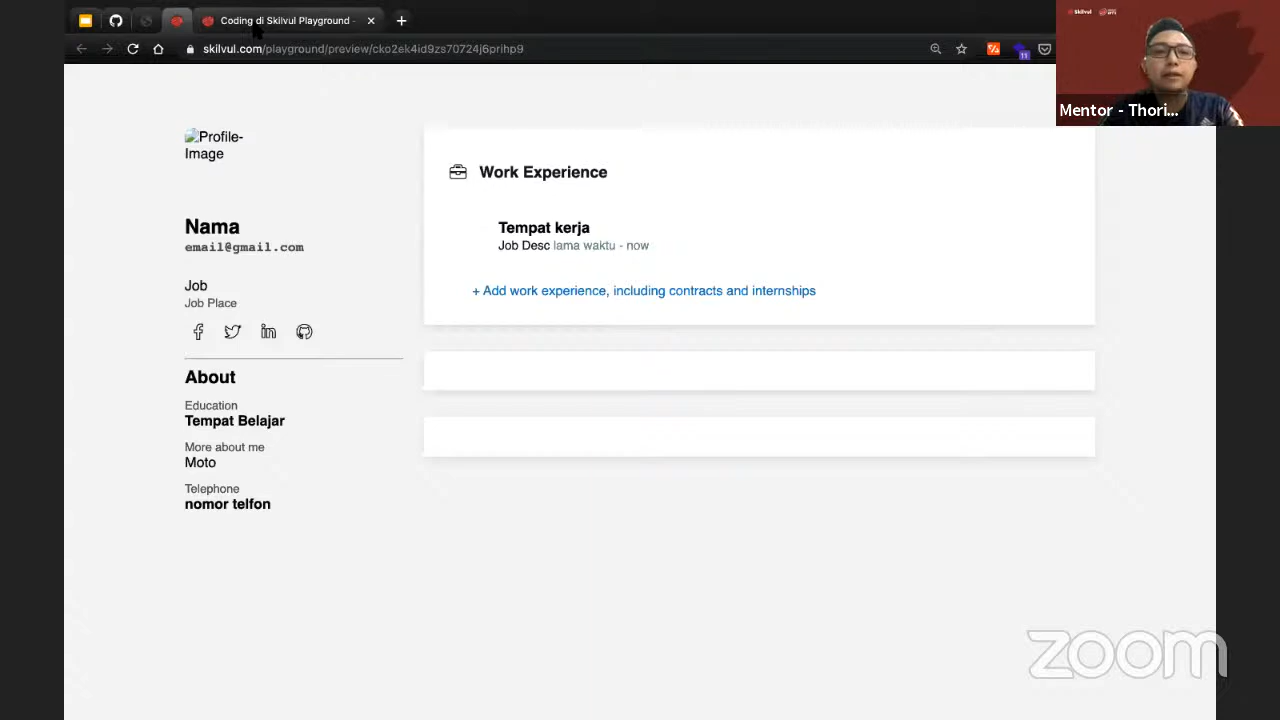 Coding di Skilvul Playground -
skilvul.com/playground/preview/cko2ek4id9zs70724j6prihp9
11
Skilvul
Mentor - Thori...
Profile-
Image
Nama
email@gmail.com
Job
Job Place
About
Education
Tempat Belajar
More about me
Moto
Telephone
nomor telfon
Work Experience
Tempat kerja
Job Desc lama waktu - now
+ Add work experience, including contracts and internships
zoom